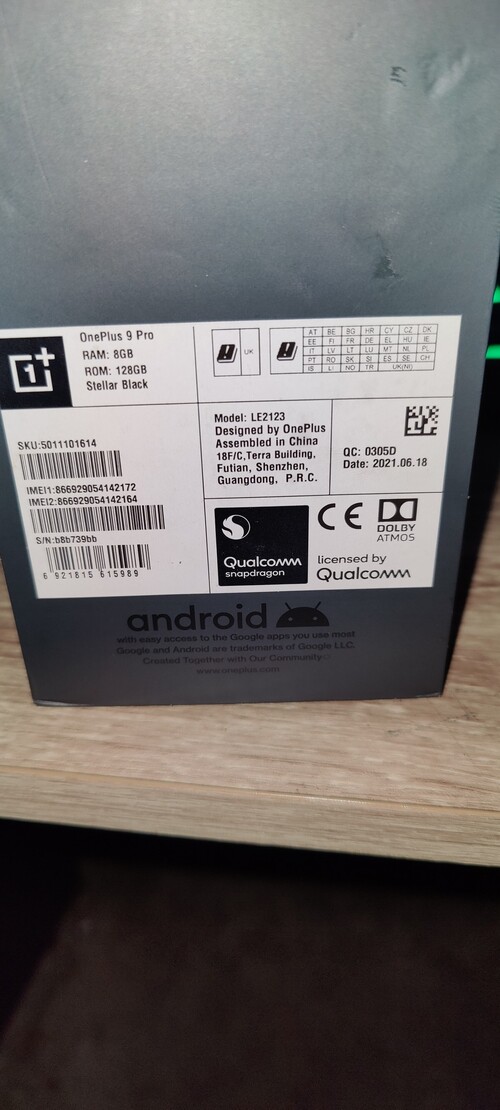 OnePlus 9 Pro
RAM: 8GB
ROM: 128GB
Stellar Black
UK
AT BE BG HR CY CZ DK
EE FI FR DE EL HU IE
IT LV LT LU MT NL PL
PT RO SK SI ES SE CH
IS LI NO TR UK(NI)
SKU:5011101614
IMEI1:866929054142172
IMEI2:866929054142164
S/N:b8b739bb
6 921815 615989
Model: LE2123
Designed by OnePlus
Assembled in China
18F/C,Terra Building,
Futian, Shenzhen,
Guangdong, P.R.C.
QC: 0305D
Date: 2021.06.18
Qualcomm
snapdragon
CE
DOLBY
ATMOS
licensed by
Qualcomm
android
with easy access to the Google apps you use most
Google and Android are trademarks of Google LLC.
Created Together with Our Community
www.oneplus.com